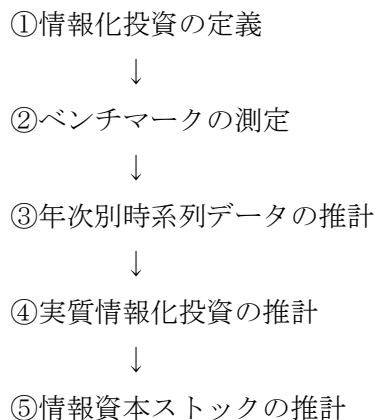 ①情報化投資の定義
↓
②ベンチマークの測定
↓
③年次別時系列データの推計
↓
④実質情報化投資の推計
↓
⑤情報資本ストックの推計